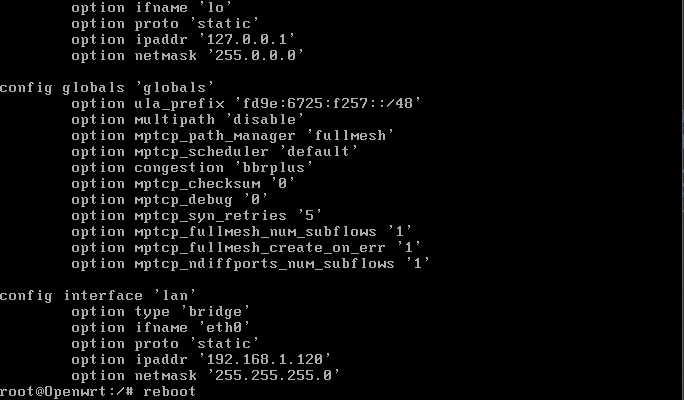 option ifname 'lo'
option proto 'static'
option ipaddr '127.0.0.1'
option netmask '255.0.0.0'
config globals 'globals'
option ula_prefix 'fd9e:6725:f257::/48'
option multipath 'disable'
option mptcp_path_manager 'fullmesh'
option mptcp_scheduler 'default'
option congestion 'bbrplus'
option mptcp_checksum '0'
option mptcp_debug '0'
option mptcp_syn_retries '5'
option mptcp_fullmesh_num_subflows '1'
option mptcp_fullmesh_create_on_err '1'
option mptcp_ndiffports_num_subflows '1'
config interface 'lan'
option type 'bridge'
option ifname 'eth0'
option proto 'static'
option ipaddr '192.168.1.120'
option netmask '255.255.255.0'
root@Openwrt:/# reboot